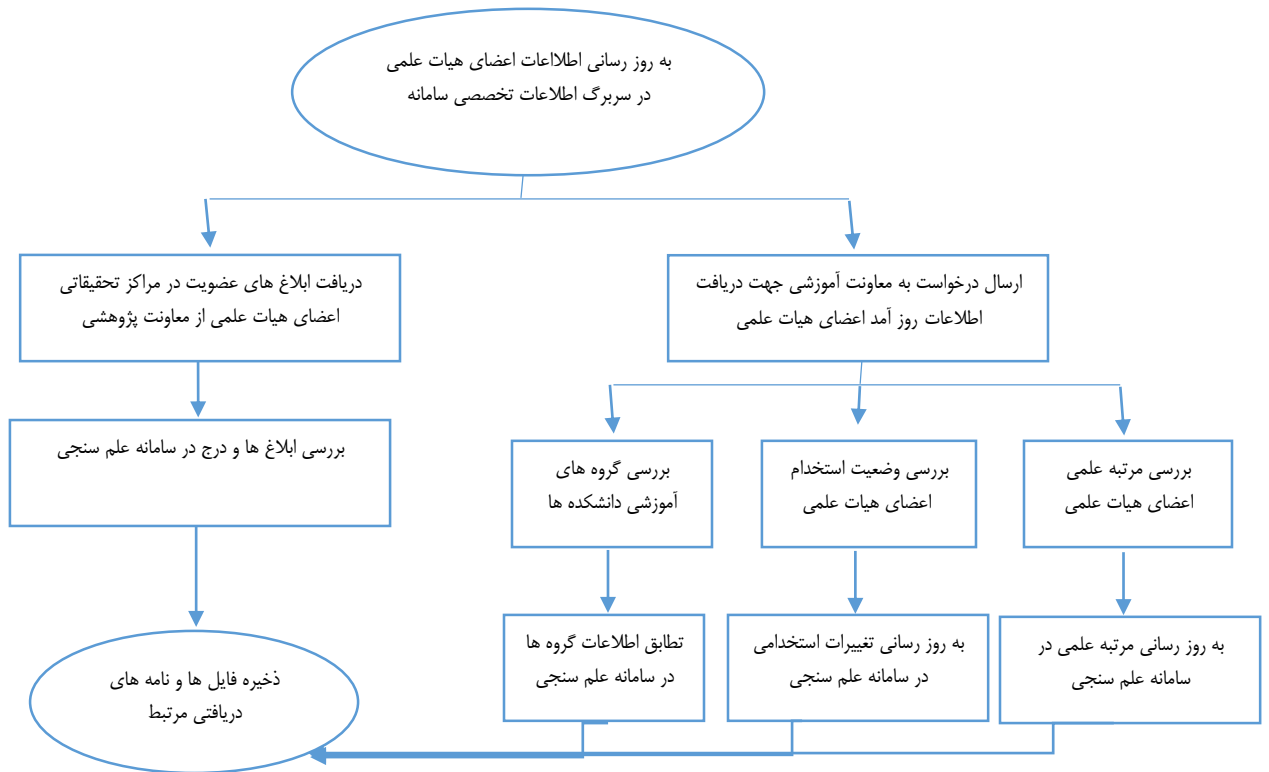 به روز رسانی اطلااعات اعضای هیات علمی
در سربرگ اطلاعات تخصصی سامانه
ارسال درخواست به معاونت آموزشی جهت دریافت
اطلاعات روز آمد اعضای هیات علمی
دریافت ابلاغ های عضویت در مراکز تحقیقاتی
اعضای هیات علمی از معاونت پژوهشی
بررسی ابلاغ ها و درج در سامانه علم سنجی
بررسی مرتبه علمی
اعضای هیات علمی
بررسی وضعیت استخدام
اعضای هیات علمی
بررسی گروه های
آموزشی دانشکده ها
به روز رسانی مرتبه علمی در
سامانه علم سنجی
به روز رسانی تغییرات استخدامی
در سامانه علم سنجی
تطابق اطلاعات گروه ها
در سامانه علم سنجی
ذخیره فایل ها و نامه های
دریافتی مرتبط